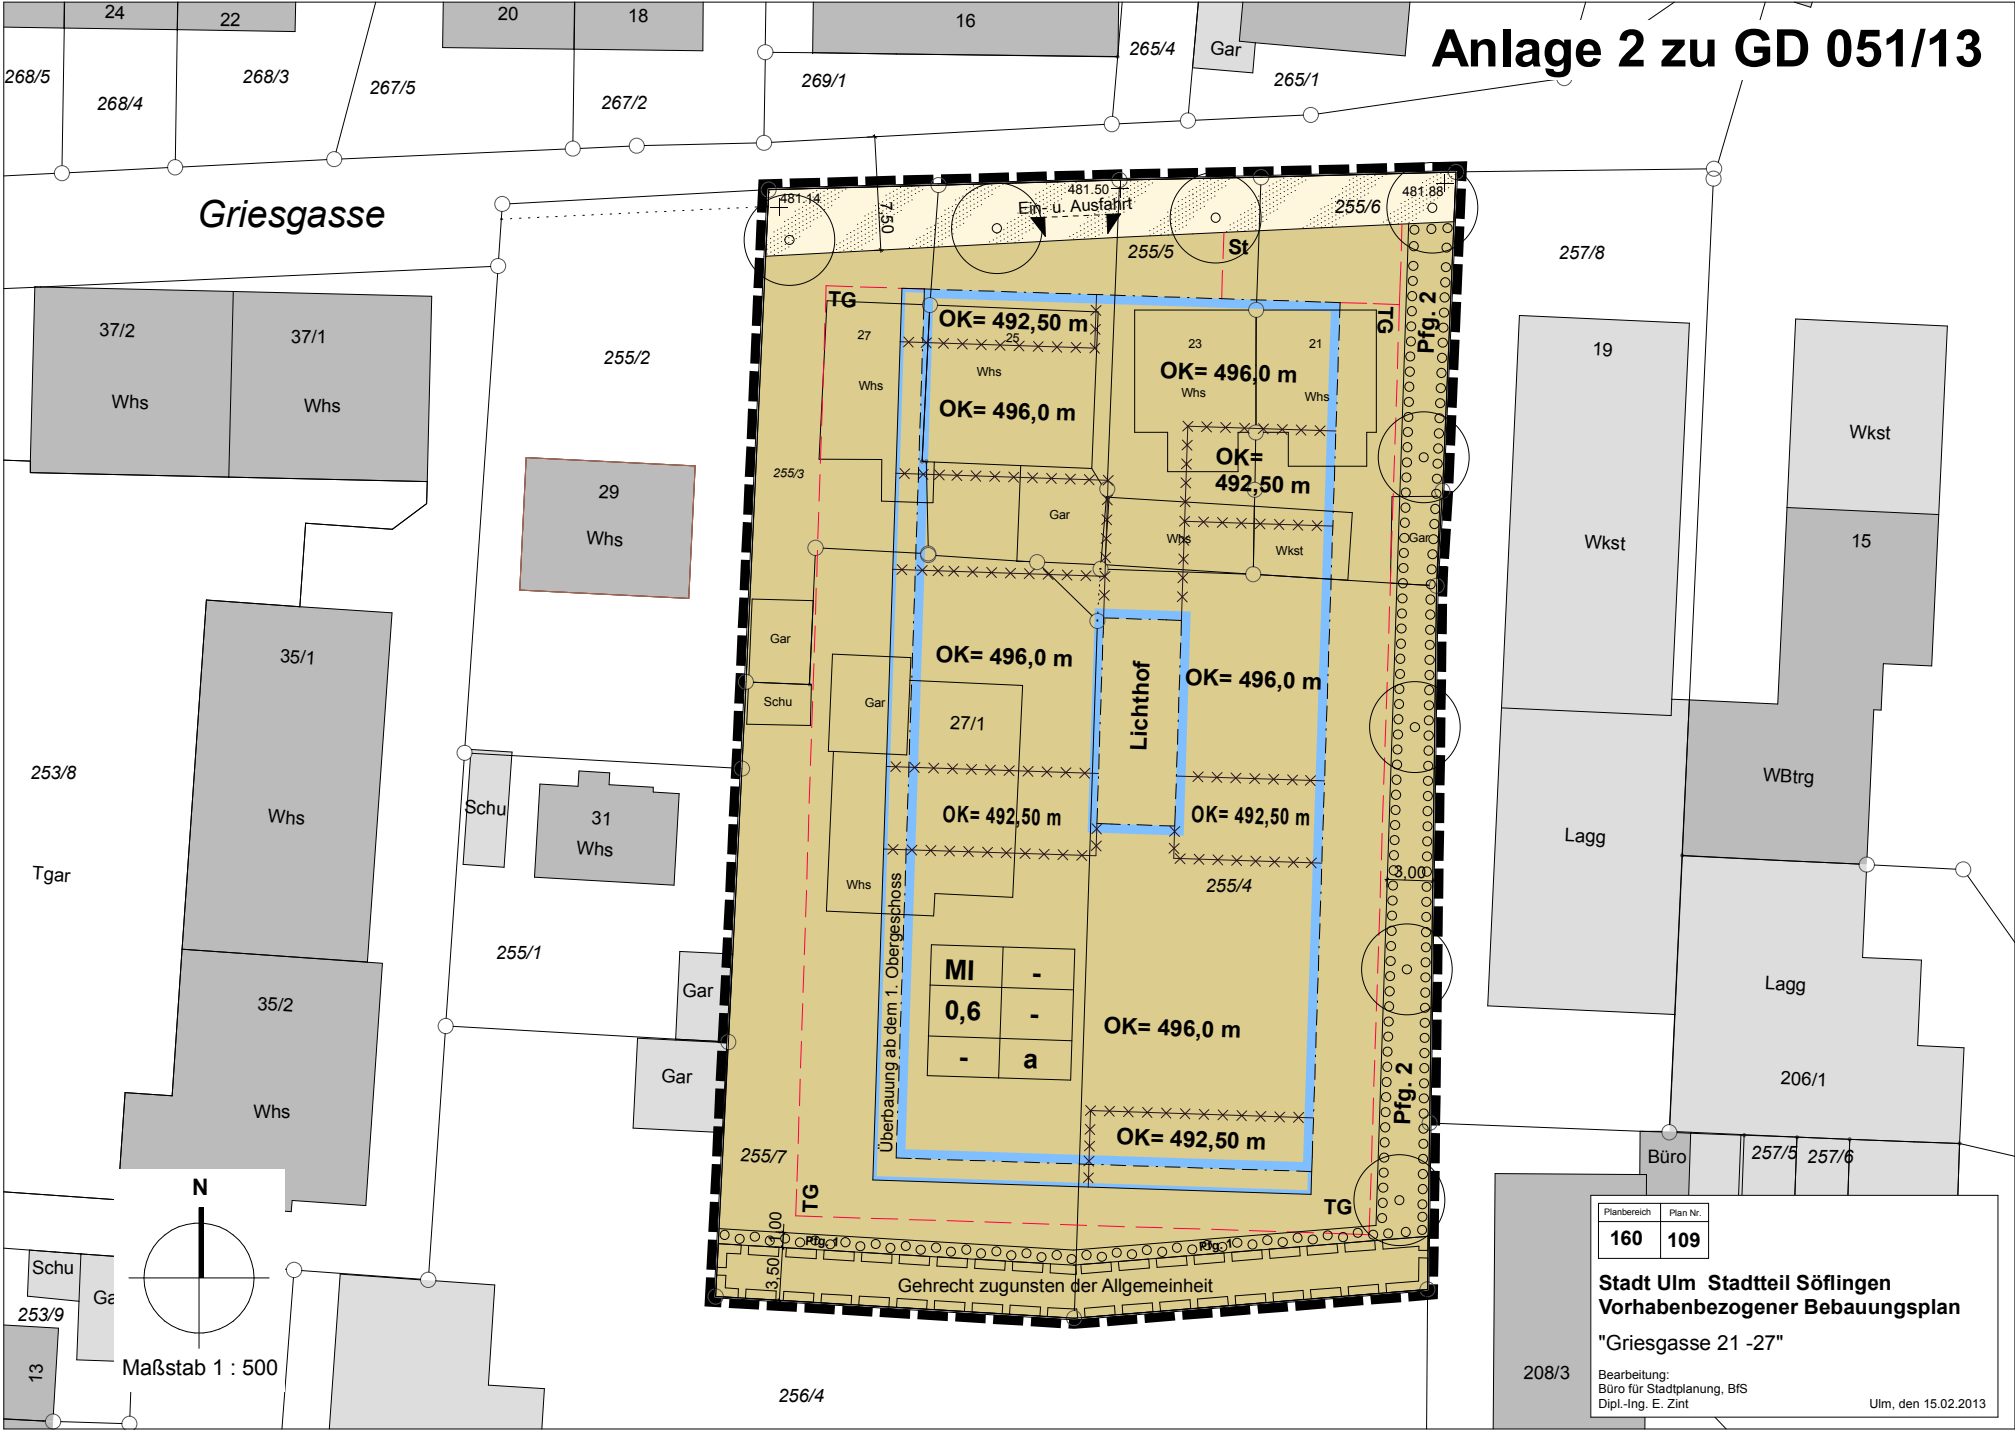 Anlage 2 zu GD 051/13
24
22
20
18
16
265/4
Gar
265/1
268/5
268/4
268/3
267/5
267/2
269/1
Griesgasse
481.14
7,50
481.50
Ein- u. Ausfahrt
481.88
255/6
255/5
St
257/8
37/2
Whs
37/1
Whs
255/2
29
Whs
TG
27
Whs
OK= 492,50 m
25
Whs
OK= 496,0 m
23
21
OK= 496,0 m
Whs
Whs
OK=
492,50 m
TG
Pfg. 2
19
Wkst
Wkst
15
255/3
Gar
Whs
Wkst
Gar
Gar
Schu
Gar
27/1
OK= 496,0 m
Lichthof
OK= 496,0 m
OK= 492,50 m
OK= 492,50 m
Whs
255/4
3,00
35/1
Whs
253/8
Tgar
Schu
31
Whs
255/1
Gar
Gar
35/2
Whs
WBtrg
Lagg
Lagg
206/1
Überbauung ab dem 1. Obergeschoss
MI -
0,6 -
- a
OK= 496,0 m
OK= 492,50 m
Pfg. 2
255/7
TG
TG
Pfg. 1
Pfg. 1
3,50
Gehrecht zugunsten der Allgemeinheit
Büro
257/5
257/6
N
Maßstab 1 : 500
Schu
Ga
253/9
13
256/4
208/3
Planbereich Plan Nr.
160 109
Stadt Ulm Stadtteil Söflingen
Vorhabenbezogener Bebauungsplan
"Griesgasse 21 -27"
Bearbeitung:
Büro für Stadtplanung, BfS
Dipl.-Ing. E. Zint
Ulm, den 15.02.2013